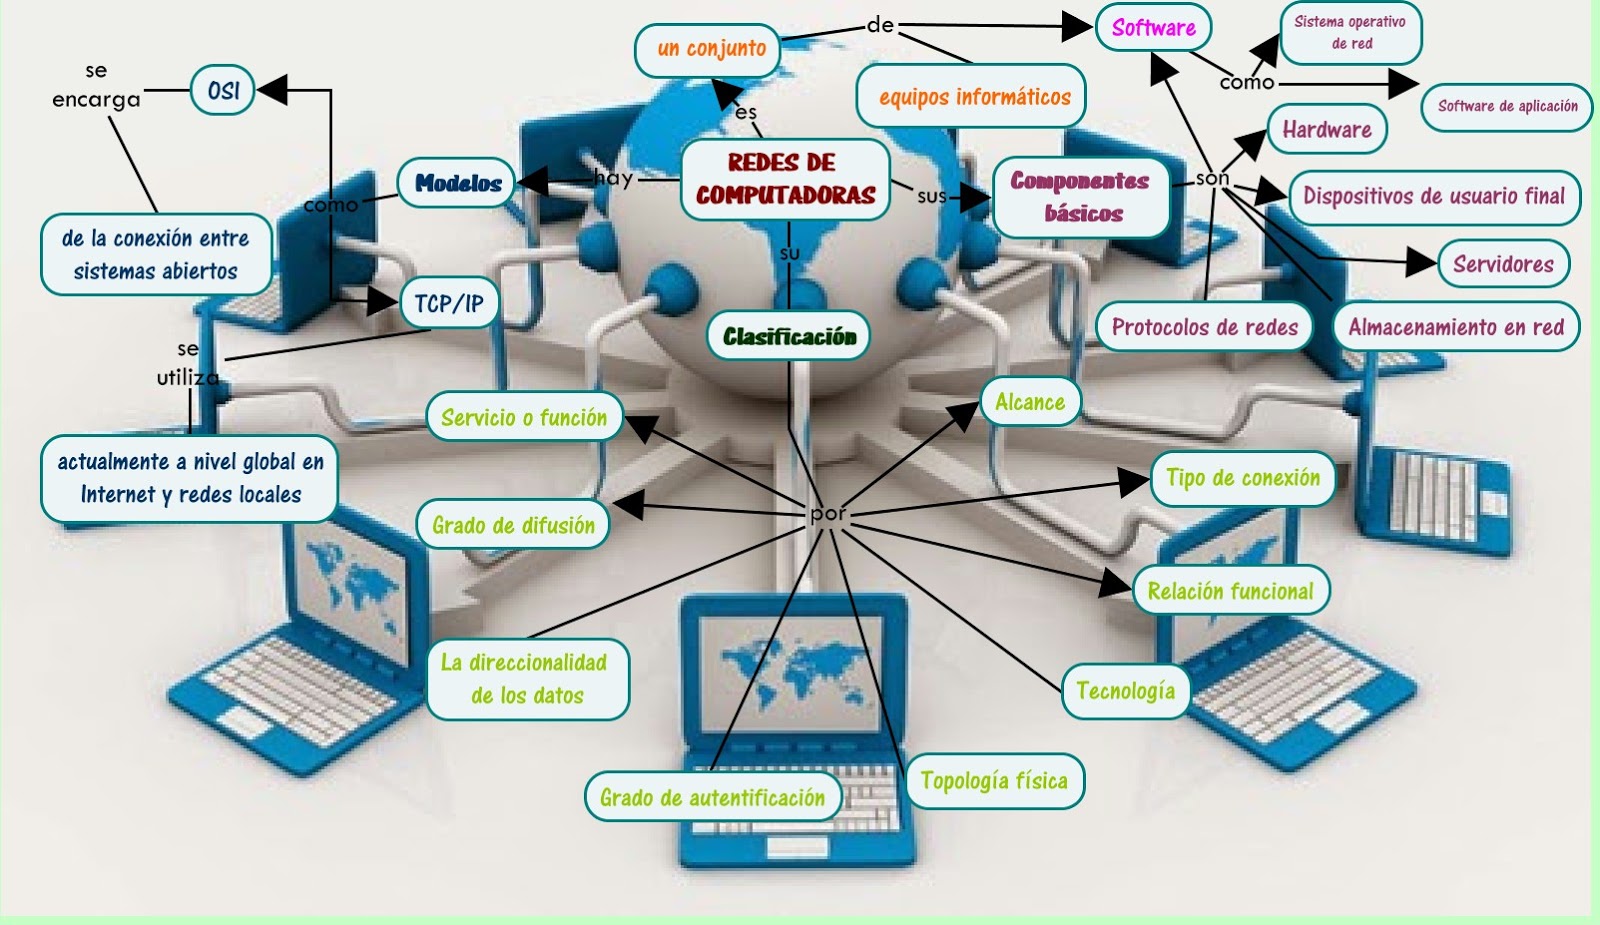 un conjunto
de
Software
Sistema operativo
de red
como
Software de aplicación
equipos informáticos
es
se
encarga
OSI
Hardware
REDES DE
COMPUTADORAS
hay
Modelos
como
sus
Componentes
básicos
son
Dispositivos de usuario final
de la conexión entre
sistemas abiertos
su
Servidores
TCP/IP
Clasificación
Protocolos de redes
Almacenamiento en red
se
utiliza
Servicio o función
Alcance
actualmente a nivel global en
Internet y redes locales
Tipo de conexión
Grado de difusión
por
Relación funcional
La direccionalidad
de los datos
Tecnología
Grado de autentificación
Topología física